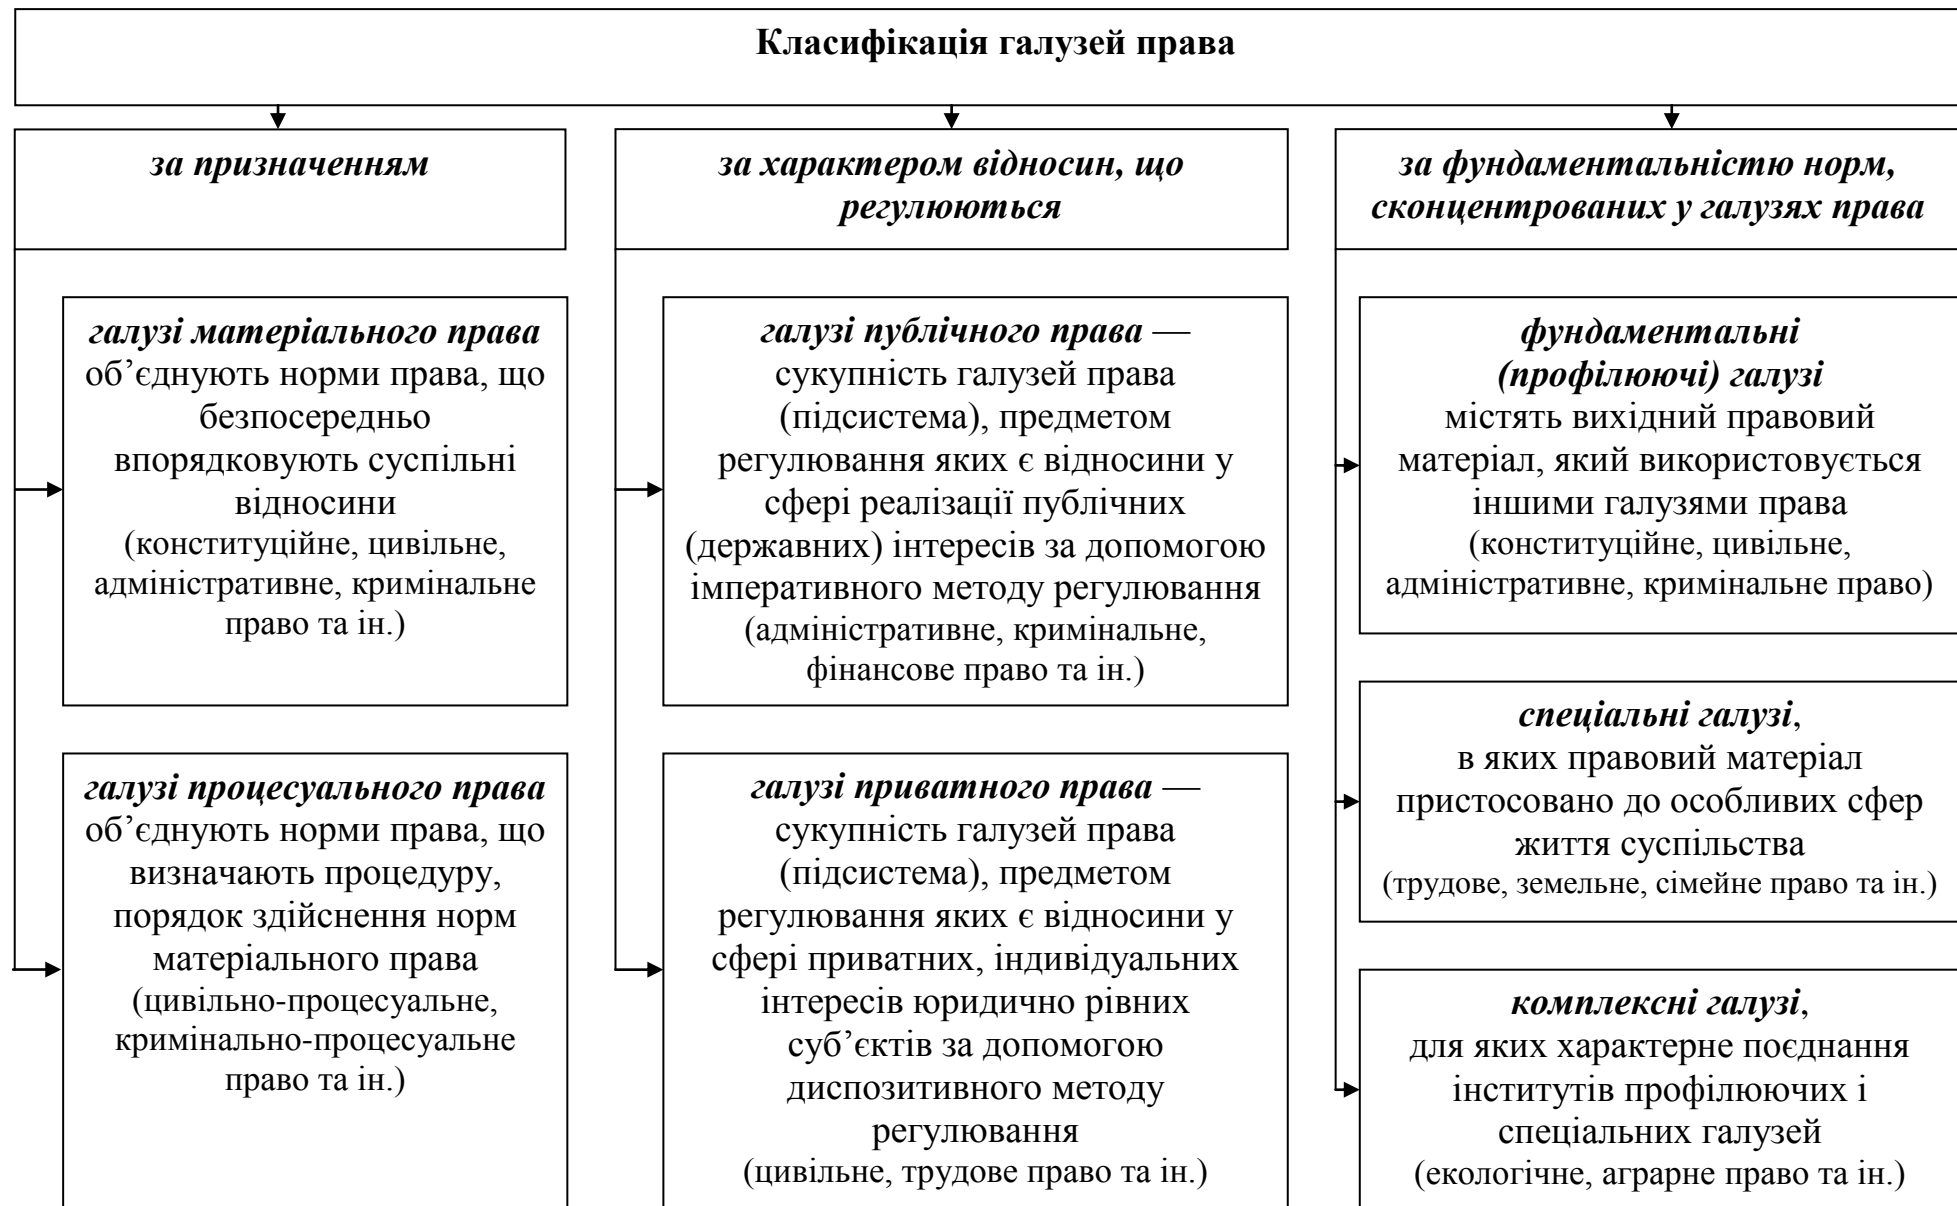 Класифікація галузей права
за призначенням
галузі матеріального права
об’єднують норми права, що
безпосередньо
впорядковують суспільні
відносини
(конституційне, цивільне,
адміністративне, кримінальне
право та ін.)
галузі процесуального права
об’єднують норми права, що
визначають процедуру,
порядок здійснення норм
матеріального права
(цивільно-процесуальне,
кримінально-процесуальне
право та ін.)
за характером відносин, що
регулюються
галузі публічного права —
сукупність галузей права
(підсистема), предметом
регулювання яких є відносини у
сфері реалізації публічних
(державних) інтересів за допомогою
імперативного методу регулювання
(адміністративне, кримінальне,
фінансове право та ін.)
галузі приватного права —
сукупність галузей права
(підсистема), предметом
регулювання яких є відносини у
сфері приватних, індивідуальних
інтересів юридично рівних
суб’єктів за допомогою
диспозитивного методу
регулювання
(цивільне, трудове право та ін.)
за фундаментальністю норм,
сконцентрованих у галузях права
фундаментальні
(профілюючі) галузі
містять вихідний правовий
матеріал, який використовується
іншими галузями права
(конституційне, цивільне,
адміністративне, кримінальне право)
спеціальні галузі,
в яких правовий матеріал
пристосовано до особливих сфер
життя суспільства
(трудове, земельне, сімейне право та ін.)
комплексні галузі,
для яких характерне поєднання
інститутів профілюючих і
спеціальних галузей
(екологічне, аграрне право та ін.)